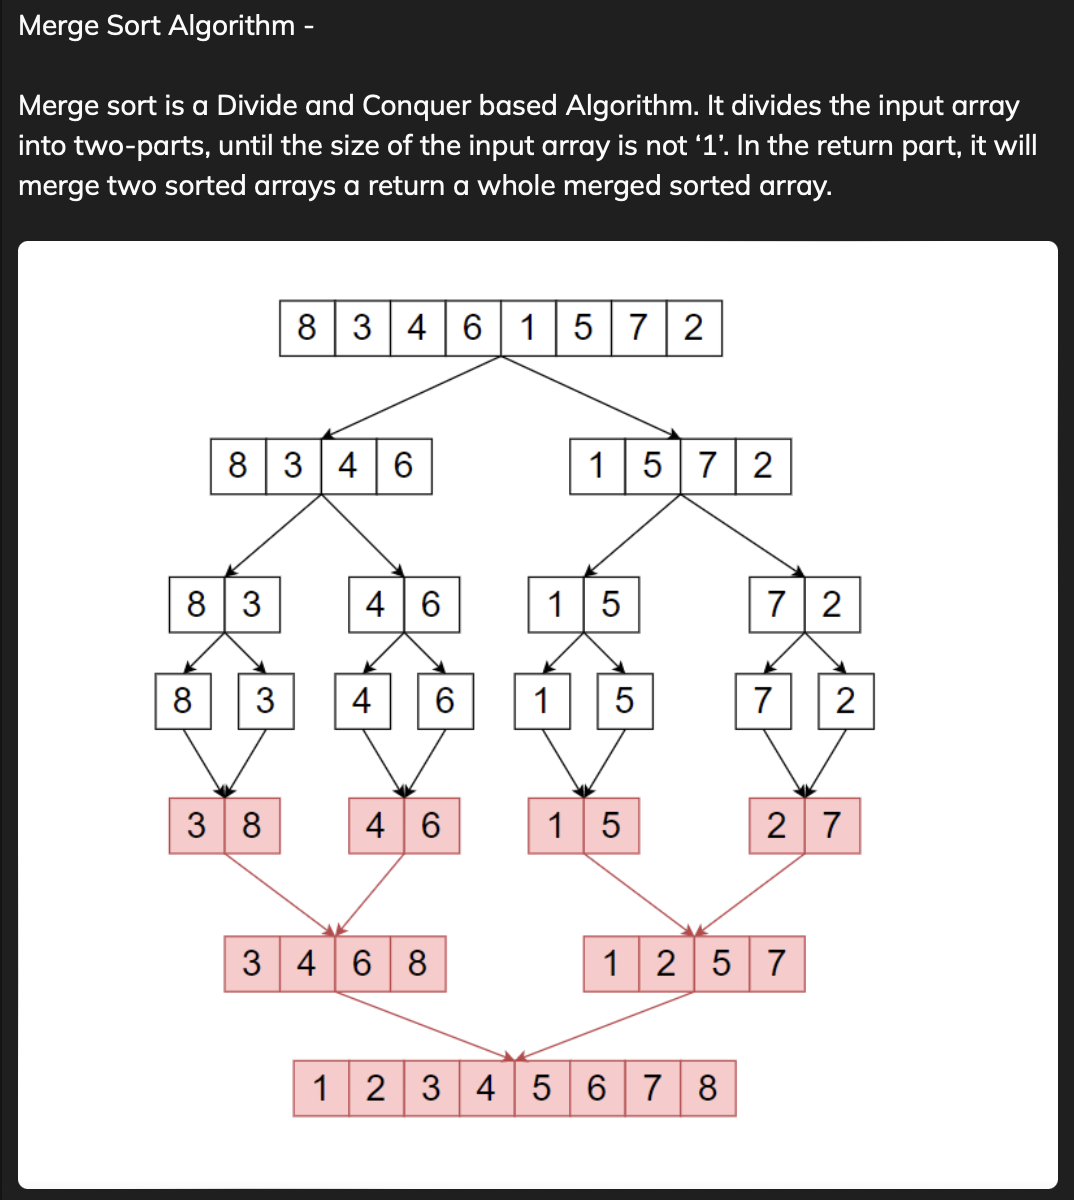 Merge Sort Algorithm -
Merge sort is a Divide and Conquer based Algorithm. It divides the input array
into two-parts, until the size of the input array is not ‘1’. In the return part, it will
merge two sorted arrays a return a whole merged sorted array.
8 3 4 6 1 5 7 2
8 3 4 6 1 5 7 2
8 3 4 6 1 5 7 2
8 3 4 6 1 5 7 2
3 8 4 6 1 5 2 7
3 4 6 8 1 2 5 7
1 2 3 4 5 6 7 8